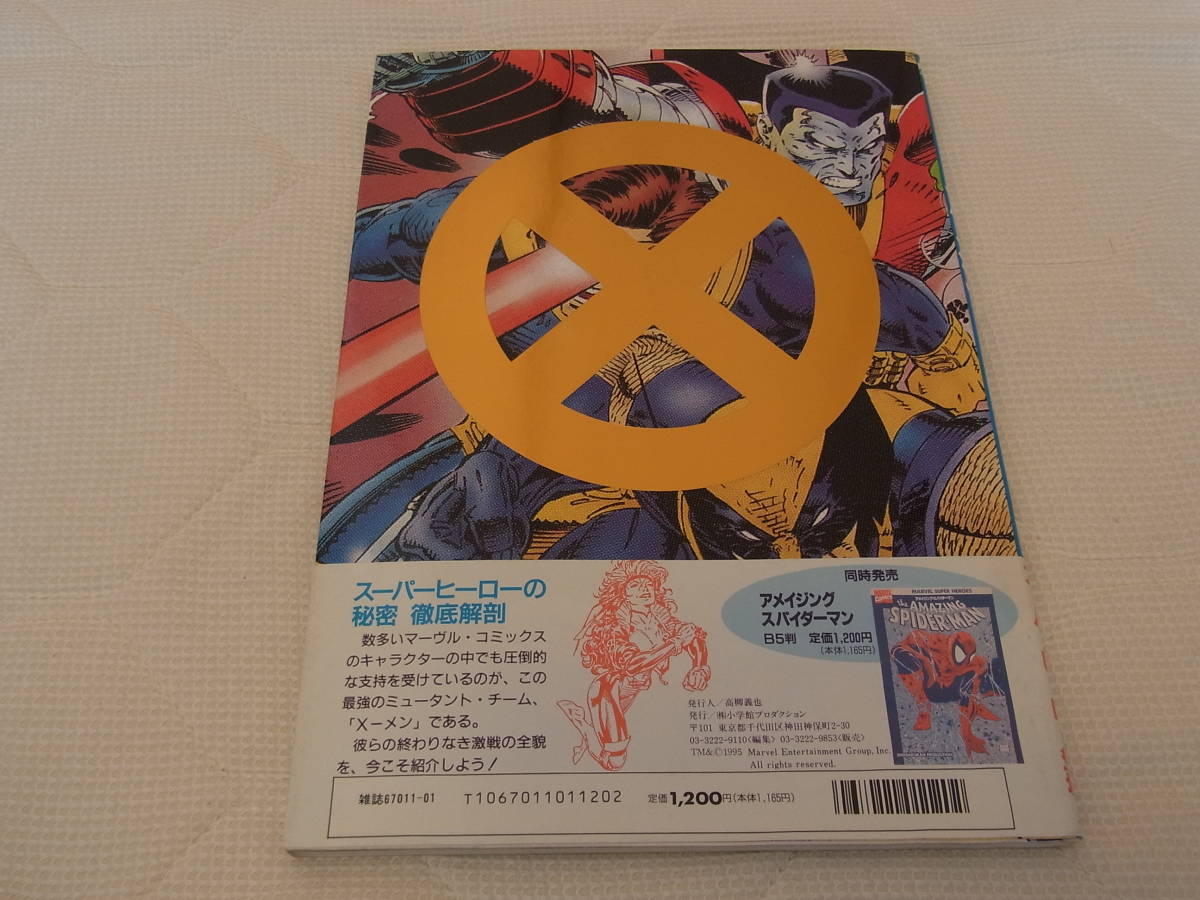 スーパーヒーローの
秘密 徹底解剖
数多いマーヴル・コミックス
のキャラクターの中でも圧倒的
な支持を受けているのが、この
最強のミュータント・チーム、
「X-メン」である。
彼らの終わりなき激戦の全貌
を、今こそ紹介しよう!
同時発売
アメイジング
スパイダーマン
B5判 定価1,200円
(本体1,165円)
MARVEL SUPER HEROES
the AMAZING
SPIDER-MAN
発行人/高柳義也
発行/㈱小学館プロダクション
〒101 東京都千代田区神田神保町2-30
03-3222-9110〈編集〉 03-3222-9853〈販売〉
TM&©1995 Marvel Entertainment Group, Inc.
All rights reserved.
雑誌67011-01 T1067011011202 定価1,200円(本体1,165円)